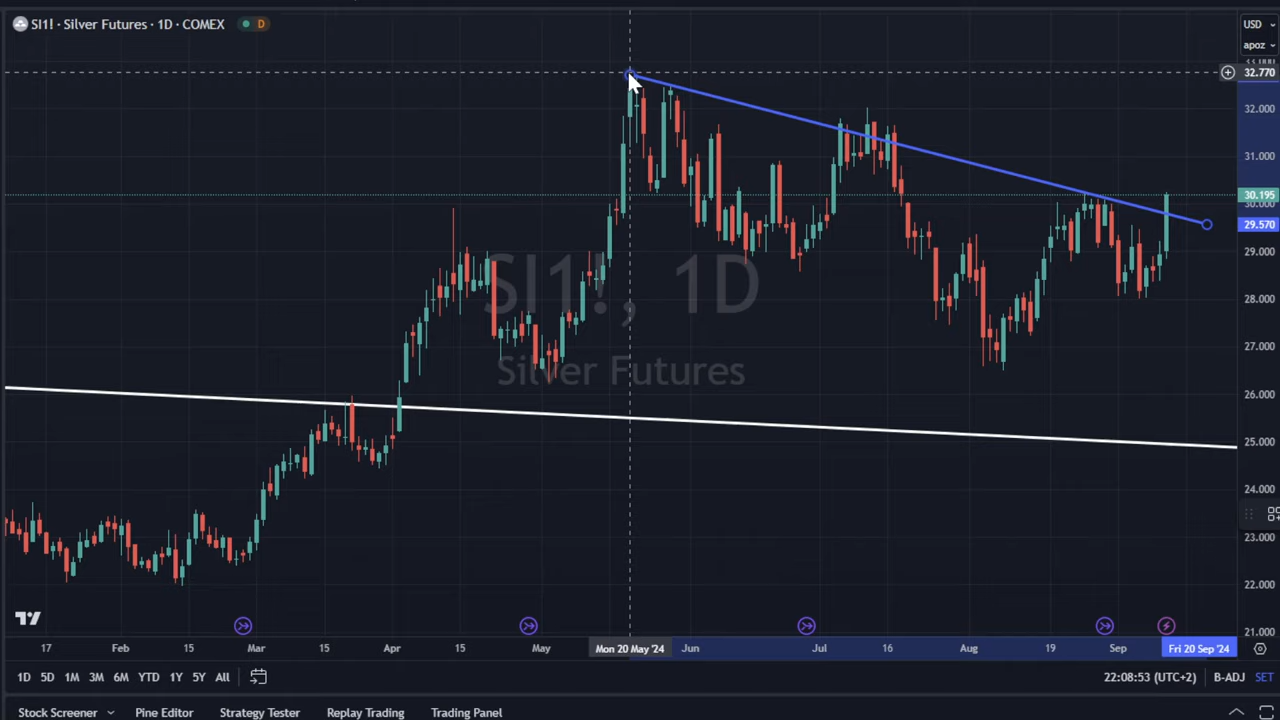 SI1! · Silver Futures · 1D · COMEX
D
USD
apoz
33.000
32.770
32.000
31.000
30.195
30.000
29.570
29.000
28.000
27.000
26.000
25.000
24.000
23.000
22.000
21.000
SI1!, 1D
Silver Futures
17 Feb 15 Mar 15 Apr 15 May Mon 20 May '24 Jun Jul 16 Aug 19 Sep Fri 20 Sep '24
1D 5D 1M 3M 6M YTD 1Y 5Y All 22:08:53 (UTC+2) B-ADJ SET
Stock Screener Pine Editor Strategy Tester Replay Trading Trading Panel